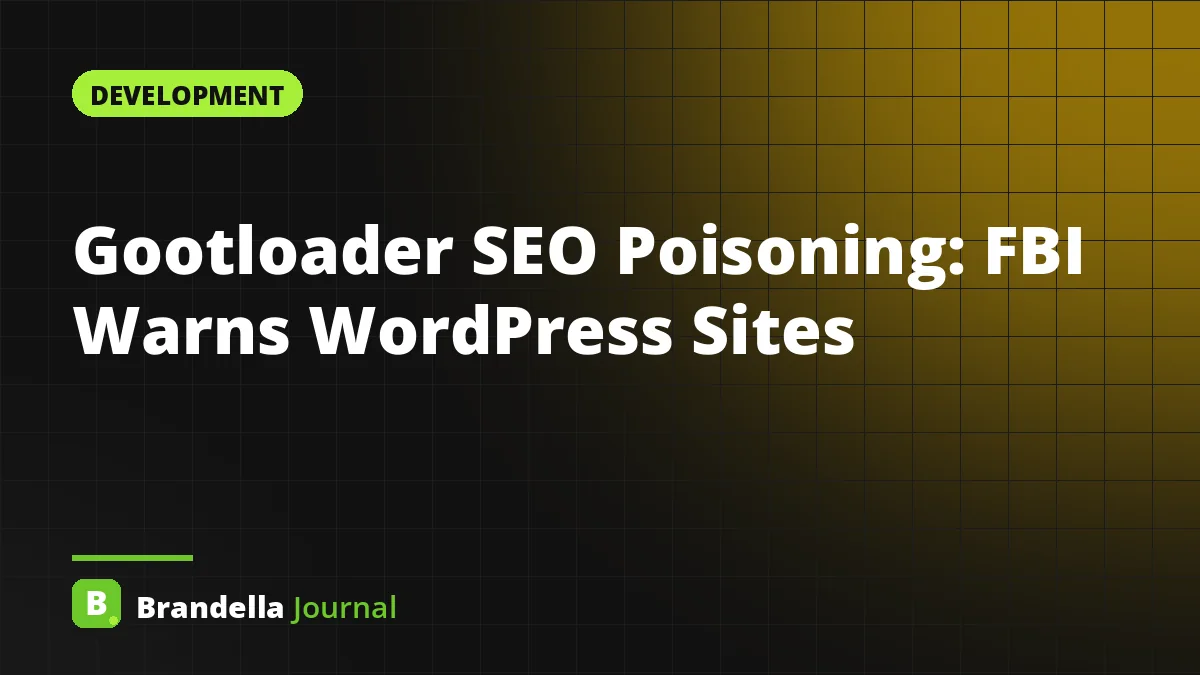 DEVELOPMENT
Gootloader SEO Poisoning: FBI
Warns WordPress Sites
B
Brandella Journal